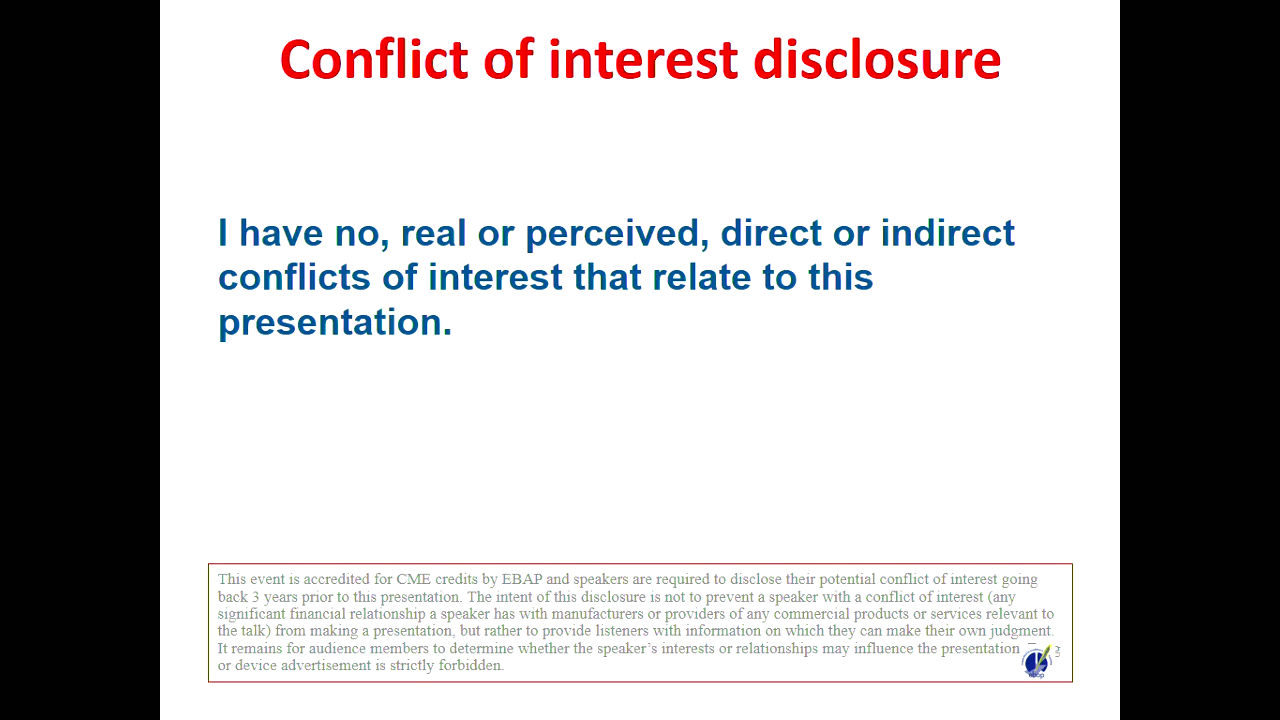 Conflict of interest disclosure
I have no, real or perceived, direct or indirect
conflicts of interest that relate to this
presentation.
This event is accredited for CME credits by EBAP and speakers are required to disclose their potential conflict of interest going
back 3 years prior to this presentation. The intent of this disclosure is not to prevent a speaker with a conflict of interest (any
significant financial relationship a speaker has with manufacturers or providers of any commercial products or services relevant to
the talk) from making a presentation, but rather to provide listeners with information on which they can make their own judgment.
It remains for audience members to determine whether the speaker’s interests or relationships may influence the presentation
or device advertisement is strictly forbidden.
ebap